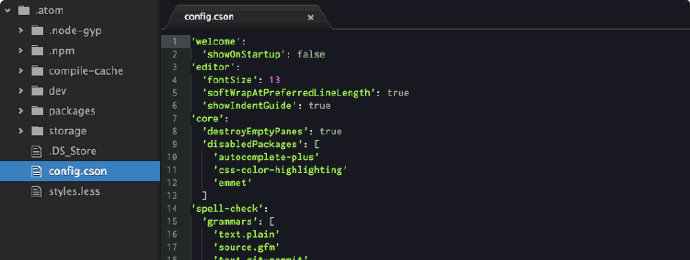 .atom
.node-gyp
.npm
compile-cache
dev
packages
storage
.DS_Store
config.cson
styles.less
config.cson ×
1 'welcome':
2 'showOnStartup': false
3 'editor':
4 'fontSize': 13
5 'softWrapAtPreferredLineLength': true
6 'showIndentGuide': true
7 'core':
8 'destroyEmptyPanes': true
9 'disabledPackages': [
10 'autocomplete-plus'
11 'css-color-highlighting'
12 'emmet'
13 ]
14 'spell-check':
15 'grammars': [
16 'text.plain'
17 'source.gfm'
18 'text.git-commit'